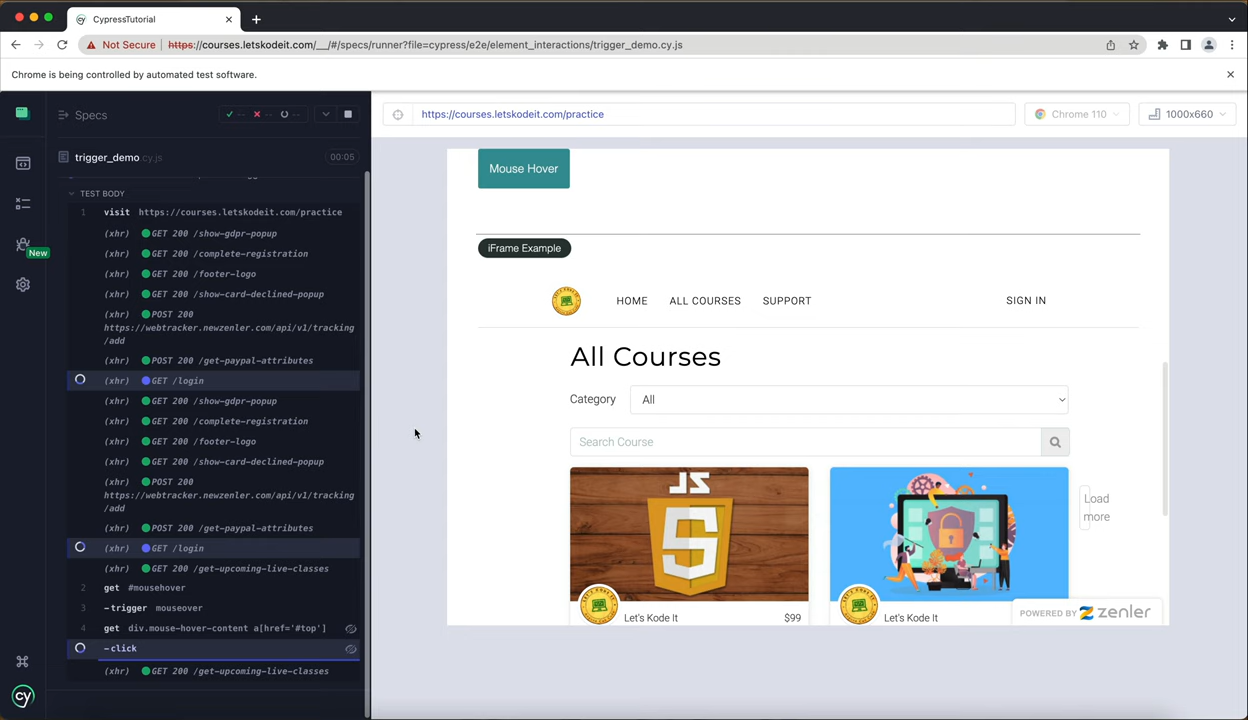 CypressTutorial
Not Secure https://courses.letskodeit.com/__/#/specs/runner?file=cypress/e2e/element_interactions/trigger_demo.cy.js
Chrome is being controlled by automated test software.
Specs
-- -- --
https://courses.letskodeit.com/practice
Chrome 110
1000x660
trigger_demo.cy.js
00:05
TEST BODY
1 visit https://courses.letskodeit.com/practice
(xhr) GET 200 /show-gdpr-popup
(xhr) GET 200 /complete-registration
(xhr) GET 200 /footer-logo
(xhr) GET 200 /show-card-declined-popup
(xhr) POST 200
https://webtracker.newzenler.com/api/v1/tracking
/add
(xhr) POST 200 /get-paypal-attributes
(xhr) GET /login
(xhr) GET 200 /show-gdpr-popup
(xhr) GET 200 /complete-registration
(xhr) GET 200 /footer-logo
(xhr) GET 200 /show-card-declined-popup
(xhr) POST 200
https://webtracker.newzenler.com/api/v1/tracking
/add
(xhr) POST 200 /get-paypal-attributes
(xhr) GET /login
(xhr) GET 200 /get-upcoming-live-classes
2 get #mousehover
3 -trigger mouseover
4 get div.mouse-hover-content a[href='#top']
-click
(xhr) GET 200 /get-upcoming-live-classes
New
cy
Mouse Hover
iFrame Example
HOME ALL COURSES SUPPORT SIGN IN
All Courses
Category All
Search Course
JS
5
Load
more
Let's Kode It $99
Let's Kode It
POWERED BY zenler